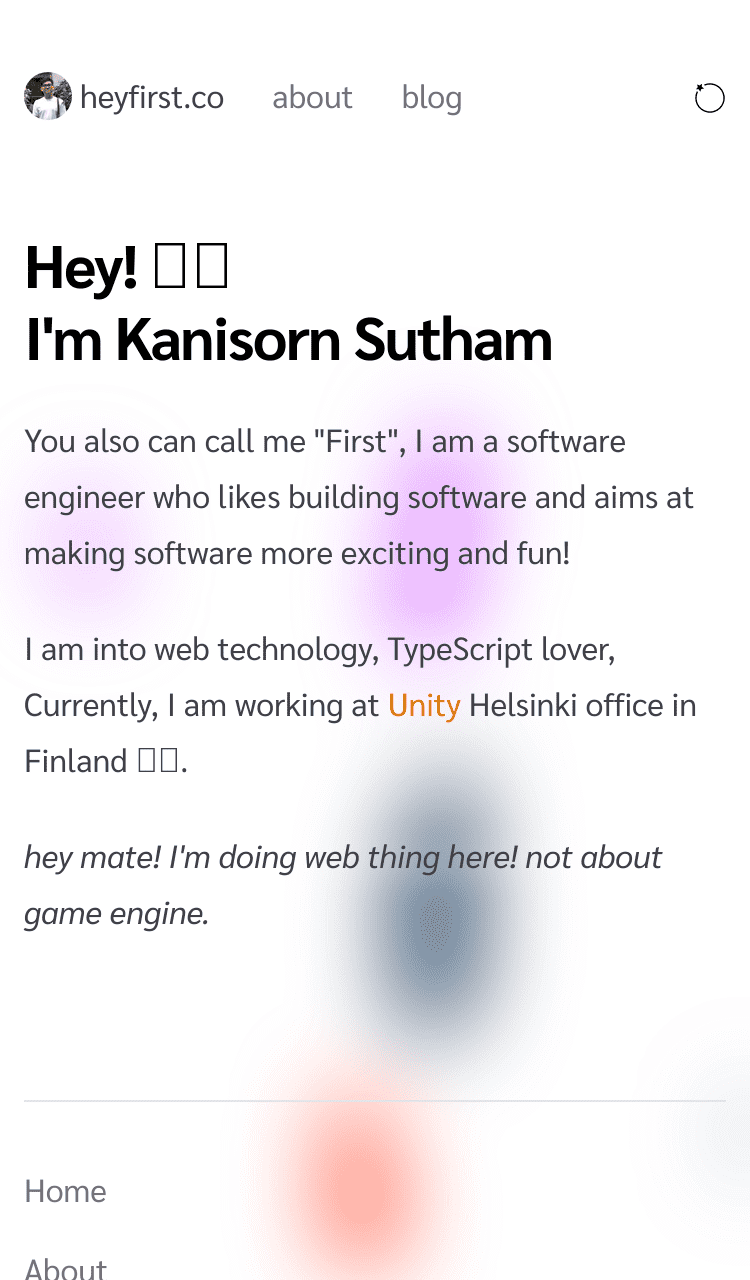 heyfirst.co about blog
Hey!
I'm Kanisorn Sutham
You also can call me "First", I am a software
engineer who likes building software and aims at
making software more exciting and fun!
I am into web technology, TypeScript lover,
Currently, I am working at Unity Helsinki office in
Finland .
hey mate! I'm doing web thing here! not about
game engine.
Home
About